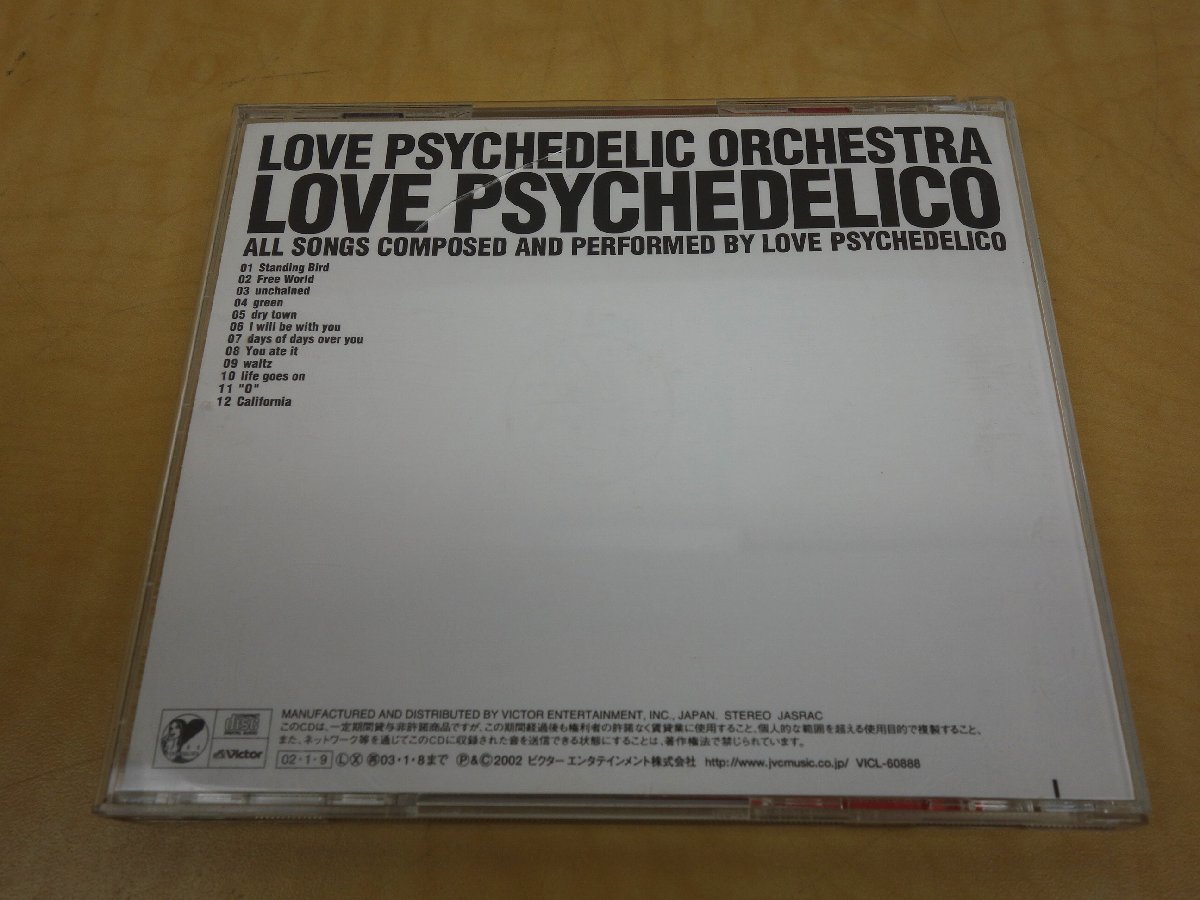 LOVE PSYCHEDELIC ORCHESTRA
LOVE PSYCHEDELICO
ALL SONGS COMPOSED AND PERFORMED BY LOVE PSYCHEDELICO
01 Standing Bird
02 Free World
03 unchained
04 green
05 dry town
06 I will be with you
07 days of days over you
08 You ate it
09 waltz
10 life goes on
11 "O"
12 California
MANUFACTURED AND DISTRIBUTED BY VICTOR ENTERTAINMENT, INC., JAPAN. STEREO JASRAC
このCDは、一定期間貸与非許諾商品ですが、この期間経過後も権利者の許諾なく賃貸業に使用すること、個人的な範囲を超える使用目的で複製すること、
また、ネットワーク等を通じてこのCDに収録された音を送信できる状態にすることは、著作権法で禁じられています。
disc
DIGITAL AUDIO
Victor
02・1・9 Ⓛ Ⓧ ㊫03・1・8まで Ⓟ&Ⓒ2002 ビクター エンタテインメント株式会社 http://www.jvcmusic.co.jp/ VICL-60888